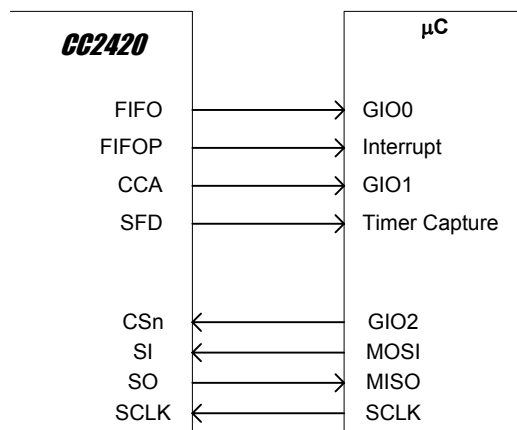 CC2420 μC
FIFO GIO0
FIFOP Interrupt
CCA GIO1
SFD Timer Capture
CSn GIO2
SI MOSI
SO MISO
SCLK SCLK